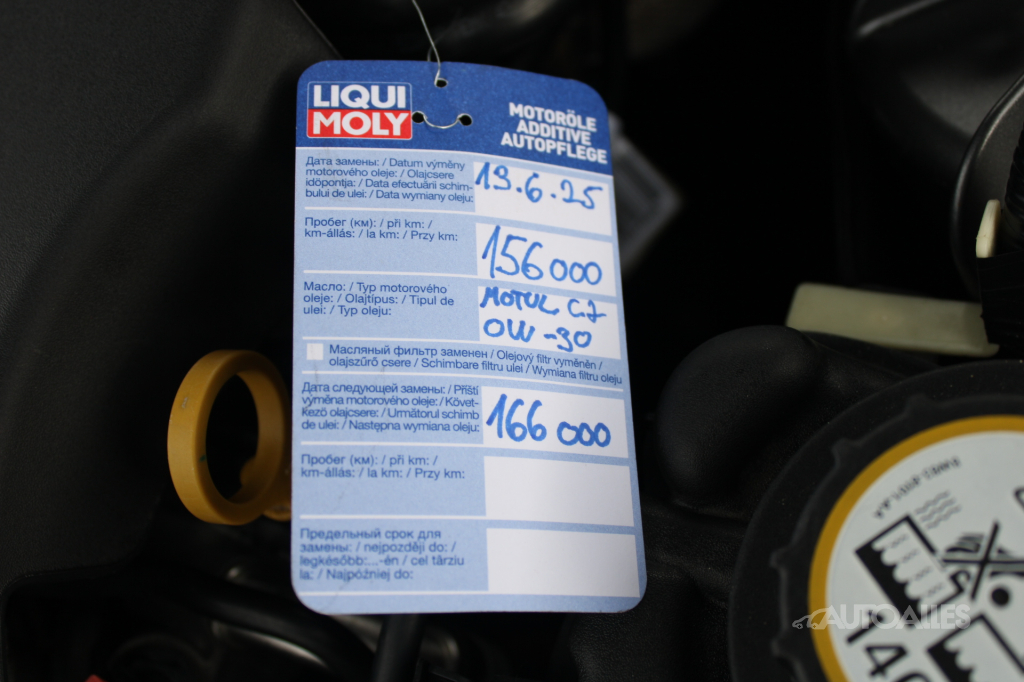 LIQUI
MOLY
MOTORÖLE
ADDITIVE
AUTOPFLEGE
Дата замены: / Datum výměny
motorového oleje: / Olajcsere
időpontja: / Data efectuării schim-
bului de ulei: / Data wymiany oleju:
13.6.25
Пробег (км): / při km: /
km-állás: / la km: / Przy km:
156000
Масло: / Typ motorového
oleje: / Olajtípus: / Tipul de
ulei: / Typ oleju:
MOTUL
0W-30
Масляный фильтр заменен / Olejový filtr vyměněn /
olajszűrő csere / Schimbare filtru ulei / Wymiana filtru oleju
Дата следующей замены: / Příští
výměna motorového oleje: / Követ-
kező olajcsere: / Următorul schimb
de ulei: / Następna wymiana oleju:
166 000
Пробег (км): / při km: /
km-állás: / la km: / Przy km:
Предельный срок для
замены: / nejpozději do: /
legkésőbb:...-én / cel târziu
la: / Najpóźniej do:
140
AUTOALLES